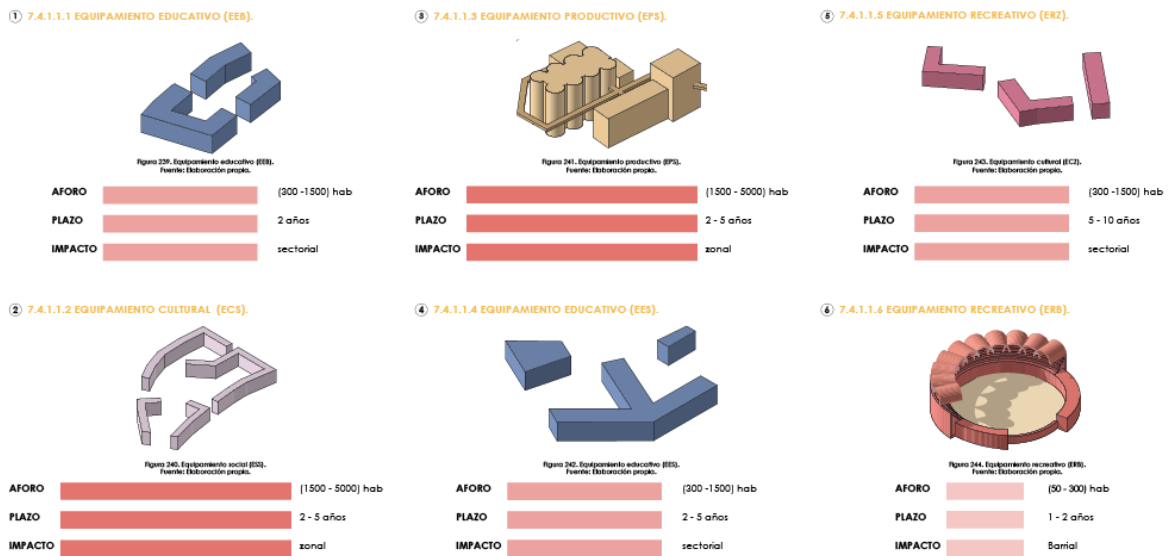 1 7.4.1.1.1 EQUIPAMIENTO EDUCATIVO (EEB).
Figura 239. Equipamiento educativo (EEB).
Fuente: Elaboración propia.
AFORO (300 -1500) hab
PLAZO 2 años
IMPACTO sectorial
2 7.4.1.1.2 EQUIPAMIENTO CULTURAL (ECS).
Figura 240. Equipamiento social (ESS).
Fuente: Elaboración propia.
AFORO (1500 - 5000) hab
PLAZO 2 - 5 años
IMPACTO zonal
3 7.4.1.1.3 EQUIPAMIENTO PRODUCTIVO (EPS).
Figura 241. Equipamiento productivo (EPS).
Fuente: Elaboración propia.
AFORO (1500 - 5000) hab
PLAZO 2 - 5 años
IMPACTO zonal
4 7.4.1.1.4 EQUIPAMIENTO EDUCATIVO (EES).
Figura 242. Equipamiento educativo (EES).
Fuente: Elaboración propia.
AFORO (300 -1500) hab
PLAZO 2 - 5 años
IMPACTO sectorial
5 7.4.1.1.5 EQUIPAMIENTO RECREATIVO (ERZ).
Figura 243. Equipamiento cultural (ECZ).
Fuente: Elaboración propia.
AFORO (300 -1500) hab
PLAZO 5 - 10 años
IMPACTO sectorial
6 7.4.1.1.6 EQUIPAMIENTO RECREATIVO (ERB).
Figura 244. Equipamiento recreativo (ERB).
Fuente: Elaboración propia.
AFORO (50 - 300) hab
PLAZO 1 - 2 años
IMPACTO Barrial